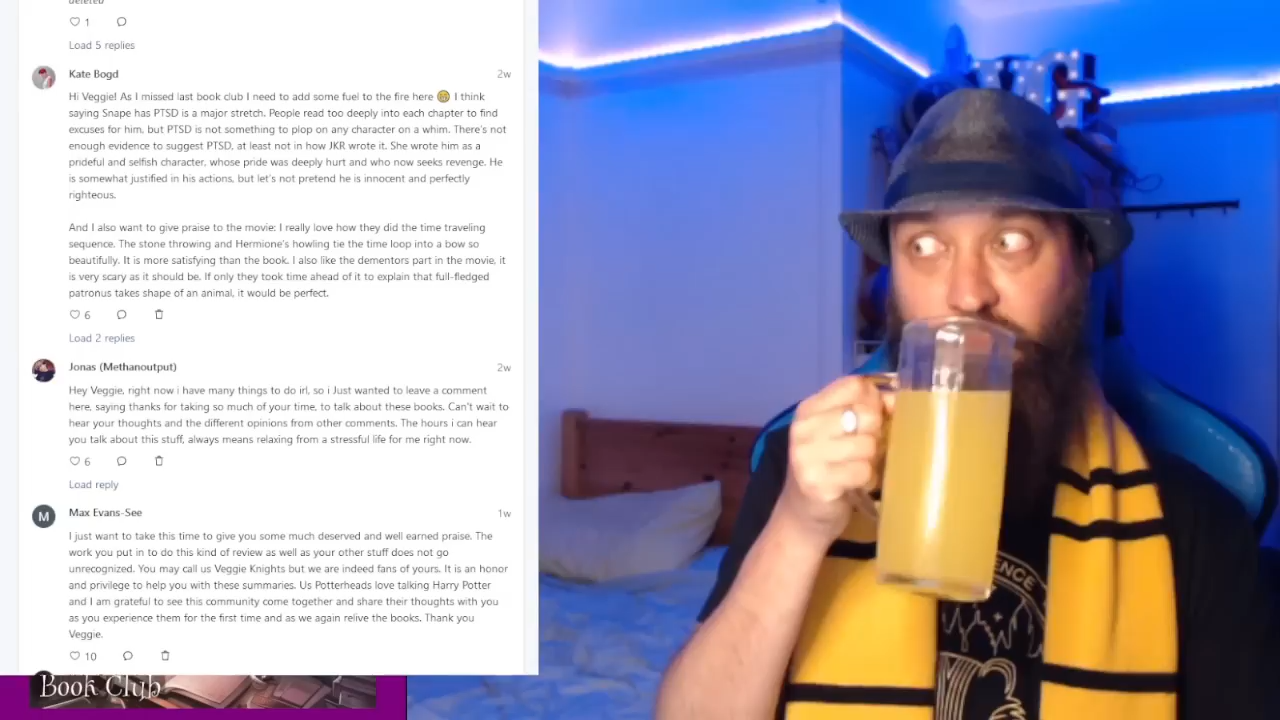 deleted
1
Load 5 replies
Kate Bogd 2w
Hi Veggie! As I missed last book club I need to add some fuel to the fire here 😁 I think
saying Snape has PTSD is a major stretch. People read too deeply into each chapter to find
excuses for him, but PTSD is not something to plop on any character on a whim. There's not
enough evidence to suggest PTSD, at least not in how JKR wrote it. She wrote him as a
prideful and selfish character, whose pride was deeply hurt and who now seeks revenge. He
is somewhat justified in his actions, but let's not pretend he is innocent and perfectly
righteous.
And I also want to give praise to the movie: I really love how they did the time traveling
sequence. The stone throwing and Hermione's howling tie the time loop into a bow so
beautifully. It is more satisfying than the book. I also like the dementors part in the movie, it
is very scary as it should be. If only they took time ahead of it to explain that full-fledged
patronus takes shape of an animal, it would be perfect.
6
Load 2 replies
Jonas (Methanoutput) 2w
Hey Veggie, right now i have many things to do irl, so i Just wanted to leave a comment
here, saying thanks for taking so much of your time, to talk about these books. Can't wait to
hear your thoughts and the different opinions from other comments. The hours i can hear
you talk about this stuff, always means relaxing from a stressful life for me right now.
6
Load reply
M
Max Evans-See 1w
I just want to take this time to give you some much deserved and well earned praise. The
work you put in to do this kind of review as well as your other stuff does not go
unrecognized. You may call us Veggie Knights but we are indeed fans of yours. It is an honor
and privilege to help you with these summaries. Us Potterheads love talking Harry Potter
and I am grateful to see this community come together and share their thoughts with you
as you experience them for the first time and as we again relive the books. Thank you
Veggie.
10
Book Club